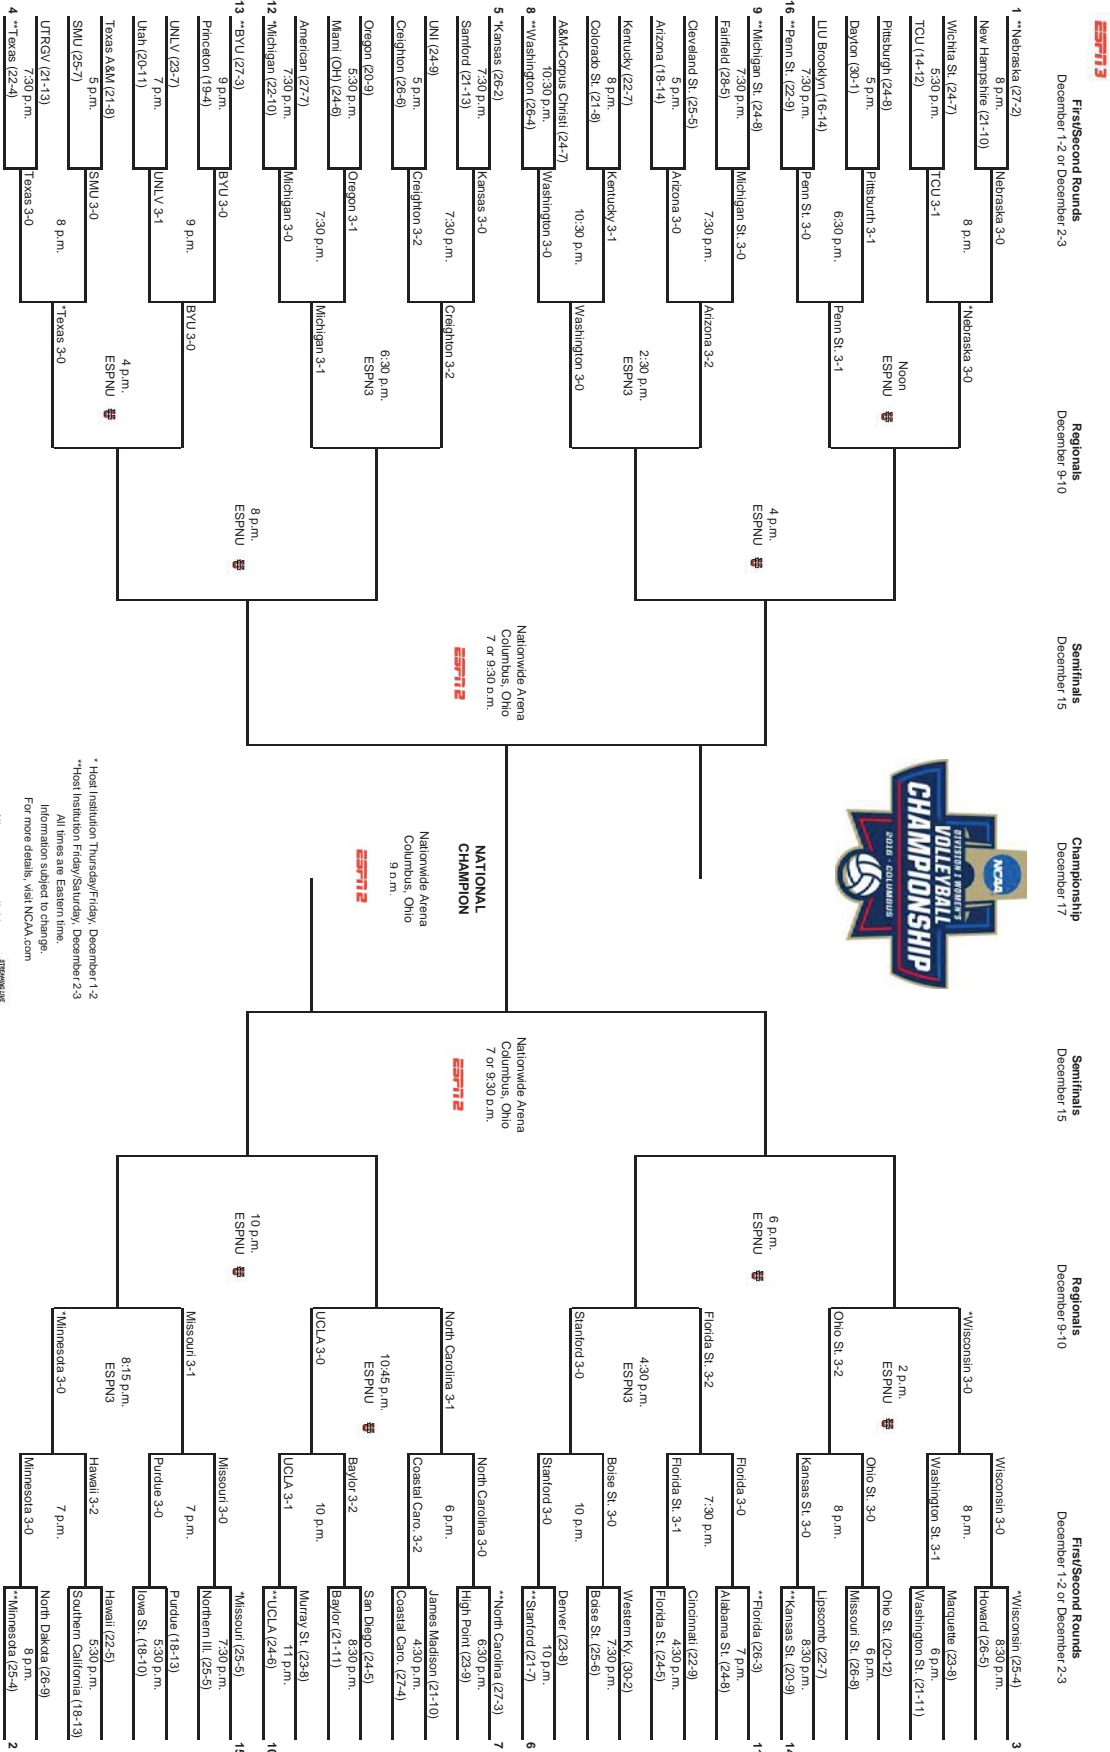 ESPN3
First/Second Rounds
December 1-2 or December 2-3
Regionals
December 9-10
Semifinals
December 15
Championship
December 17
Semifinals
December 15
Regionals
December 9-10
First/Second Rounds
December 1-2 or December 2-3
1 **Nebraska (27-2)
8 p.m.
New Hampshire (21-10)
Nebraska 3-0
Wichita St. (24-7)
5:30 p.m.
TCU (14-12)
8 p.m.
TCU 3-1
*Nebraska 3-0
Pittsburgh (24-8)
5 p.m.
Dayton (30-1)
Pittsburth 3-1
LIU Brooklyn (16-14)
7:30 p.m.
16 **Penn St. (22-9)
6:30 p.m.
Penn St. 3-0
Penn St. 3-1
Noon
ESPNU
9 **Michigan St. (24-8)
7:30 p.m.
Fairfield (28-5)
Michigan St. 3-0
Cleveland St. (25-5)
5 p.m.
Arizona (18-14)
7:30 p.m.
Arizona 3-0
Arizona 3-2
Kentucky (22-7)
8 p.m.
Colorado St. (21-8)
Kentucky 3-1
A&M-Corpus Christi (24-7)
10:30 p.m.
8 **Washington (26-4)
10:30 p.m.
Washington 3-0
Washington 3-0
2:30 p.m.
ESPN3
4 p.m.
ESPNU
5 *Kansas (26-2)
7:30 p.m.
Samford (21-13)
Kansas 3-0
UNI (24-9)
5 p.m.
Creighton (26-6)
7:30 p.m.
Creighton 3-2
Creighton 3-2
Oregon (20-9)
5:30 p.m.
Miami (OH) (24-6)
Oregon 3-1
American (27-7)
7:30 p.m.
12 *Michigan (22-10)
7:30 p.m.
Michigan 3-0
Michigan 3-1
6:30 p.m.
ESPN3
13 **BYU (27-3)
9 p.m.
Princeton (19-4)
BYU 3-0
UNLV (23-7)
7 p.m.
Utah (20-11)
9 p.m.
UNLV 3-1
BYU 3-0
Texas A&M (21-8)
5 p.m.
SMU (25-7)
SMU 3-0
UTRGV (21-13)
7:30 p.m.
4 **Texas (22-4)
8 p.m.
Texas 3-0
*Texas 3-0
4 p.m.
ESPNU
8 p.m.
ESPNU
Nationwide Arena
Columbus, Ohio
7 or 9:30 p.m.
ESPN2
NCAA
DIVISION I WOMEN'S
VOLLEYBALL
CHAMPIONSHIP
2016 • COLUMBUS
NATIONAL
CHAMPION
Nationwide Arena
Columbus, Ohio
9 p.m.
ESPN2
* Host Institution Thursday/Friday, December 1-2
**Host Institution Friday/Saturday, December 2-3
All times are Eastern time.
Information subject to change.
For more details, visit NCAA.com
STREAMING LIVE
Nationwide Arena
Columbus, Ohio
7 or 9:30 p.m.
ESPN2
6 p.m.
ESPNU
10 p.m.
ESPNU
*Wisconsin 3-0
2 p.m.
ESPNU
Ohio St. 3-2
Florida St. 3-2
4:30 p.m.
ESPN3
Stanford 3-0
North Carolina 3-1
10:45 p.m.
ESPNU
UCLA 3-0
Missouri 3-1
8:15 p.m.
ESPN3
*Minnesota 3-0
Wisconsin 3-0
8 p.m.
Washington St. 3-1
Ohio St. 3-0
8 p.m.
Kansas St. 3-0
Florida 3-0
7:30 p.m.
Florida St. 3-1
Boise St. 3-0
10 p.m.
Stanford 3-0
North Carolina 3-0
6 p.m.
Coastal Caro. 3-2
Baylor 3-2
10 p.m.
UCLA 3-1
Missouri 3-0
7 p.m.
Purdue 3-0
Hawaii 3-2
7 p.m.
Minnesota 3-0
*Wisconsin (25-4) 3
8:30 p.m.
Howard (26-5)
Marquette (23-8)
6 p.m.
Washington St. (21-11)
Ohio St. (20-12)
6 p.m.
Missouri St. (26-8)
Lipscomb (22-7)
8:30 p.m.
**Kansas St. (20-9)
**Florida (26-3)
7 p.m.
Alabama St. (24-8)
Cincinnati (22-9)
4:30 p.m.
Florida St. (24-5)
Western Ky. (30-2)
7:30 p.m.
Boise St. (25-6)
Denver (23-8)
10 p.m.
**Stanford (21-7) 6
**North Carolina (27-3) 7
6:30 p.m.
High Point (23-9)
James Madison (21-10)
4:30 p.m.
Coastal Caro. (27-4)
San Diego (24-5)
8:30 p.m.
Baylor (21-11)
Murray St. (23-8)
11 p.m.
**UCLA (24-6)
*Missouri (25-5)
7:30 p.m.
Northern Ill. (25-5)
Purdue (18-13)
5:30 p.m.
Iowa St. (18-10)
Hawaii (22-5)
5:30 p.m.
Southern California (18-13)
North Dakota (26-9)
8 p.m.
**Minnesota (25-4) 2